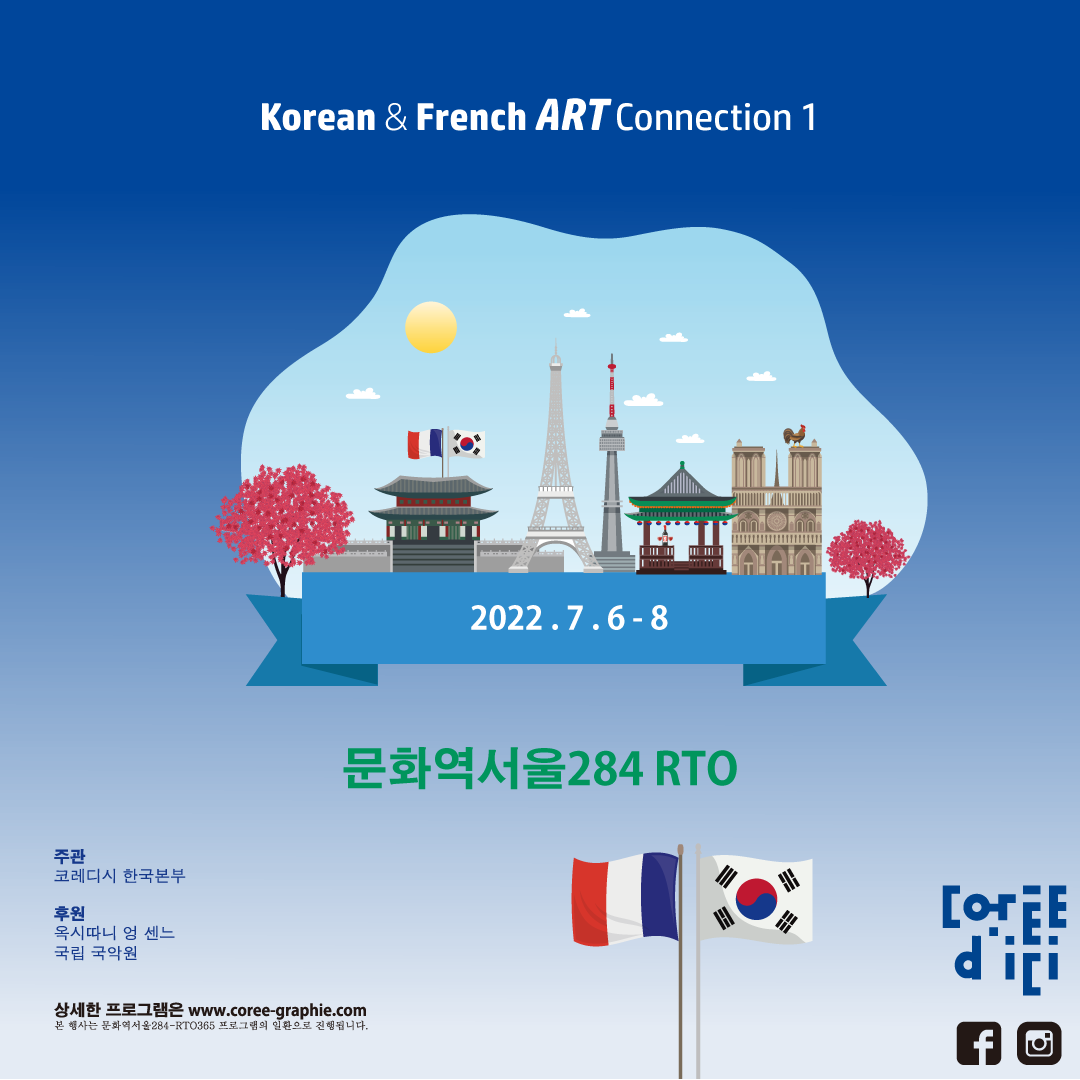 Korean & French ART Connection 1
2022 . 7 . 6 - 8
문화역서울284 RTO
주관
코레디시 한국본부
후원
옥시따니 엉 센느
국립 국악원
상세한 프로그램은 www.coree-graphie.com
본 행사는 문화역서울284-RTO365 프로그램의 일환으로 진행됩니다.
corEE
d'ici